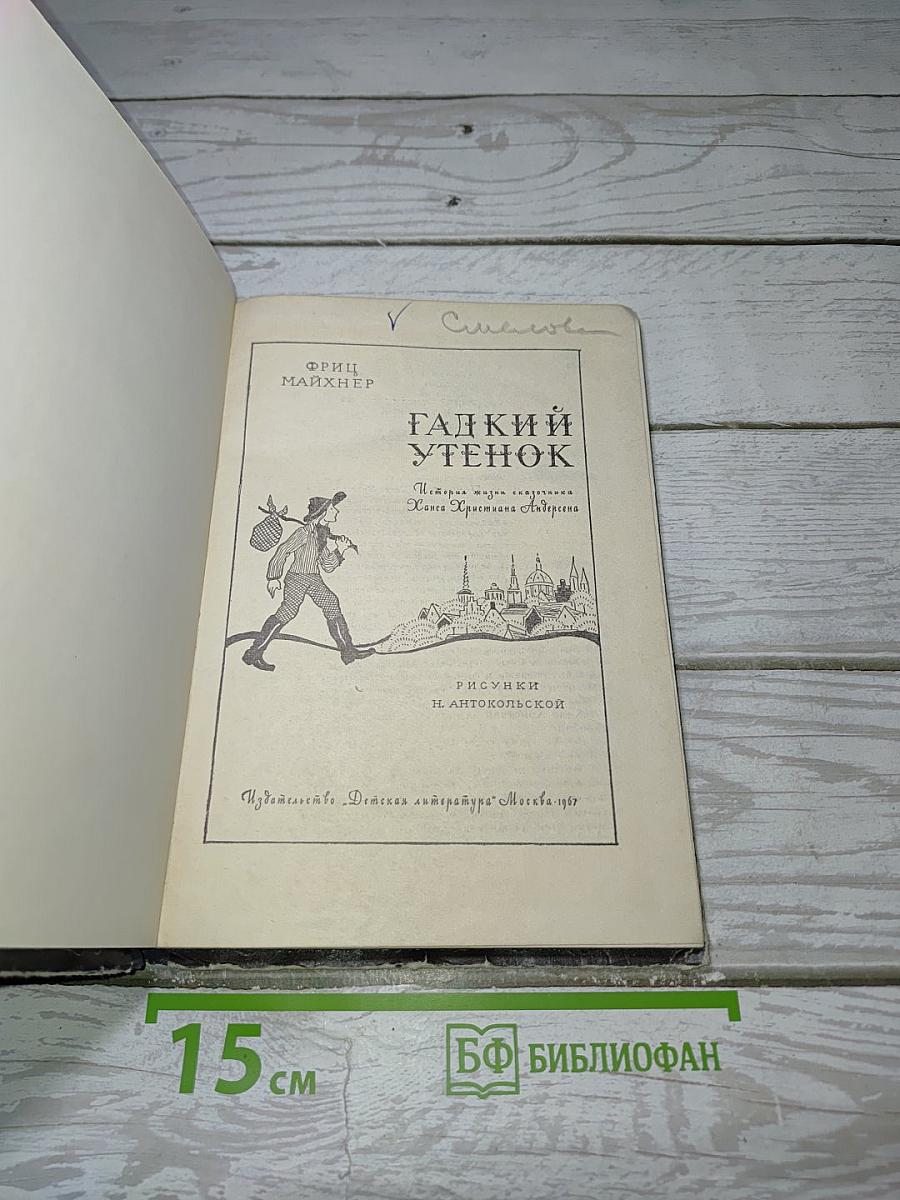 ФРИЦ
МАЙХНЕР
ГАДКИЙ
УТЕНОК
История жизни сказочника
Ханса Христиана Андерсена
РИСУНКИ
Н. АНТОКОЛЬСКОЙ
Издательство „Детская литература“ Москва·1967
15 см
БФ БИБЛИОФАН